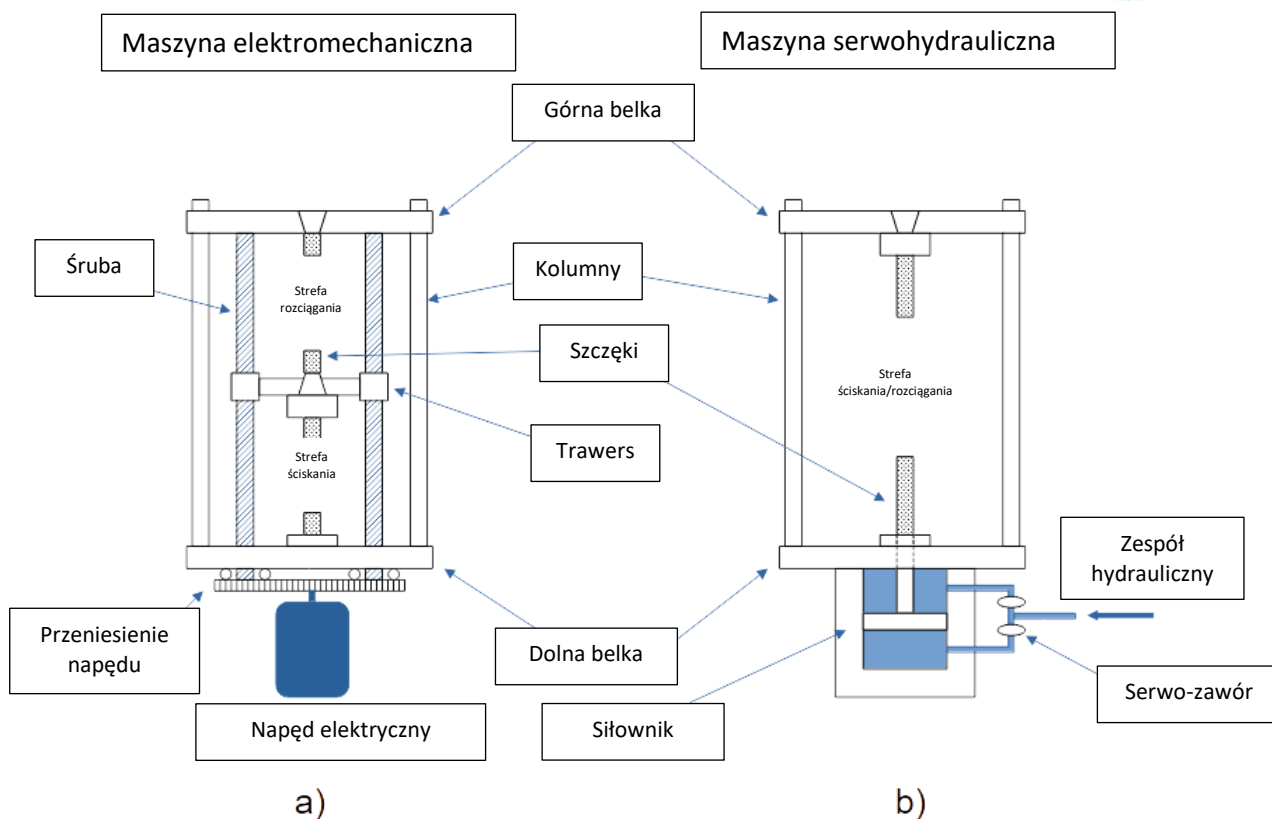 Maszyna elektromechaniczna
Maszyna serwohydrauliczna
Górna belka
Śruba
Kolumny
Strefa
rozciągania
Szczęki
Strefa
ściskania/rozciągania
Trawers
Strefa
ściskania
Zespół
hydrauliczny
Przeniesienie
napędu
Dolna belka
Serwo-zawór
Napęd elektryczny
Siłownik
a)
b)